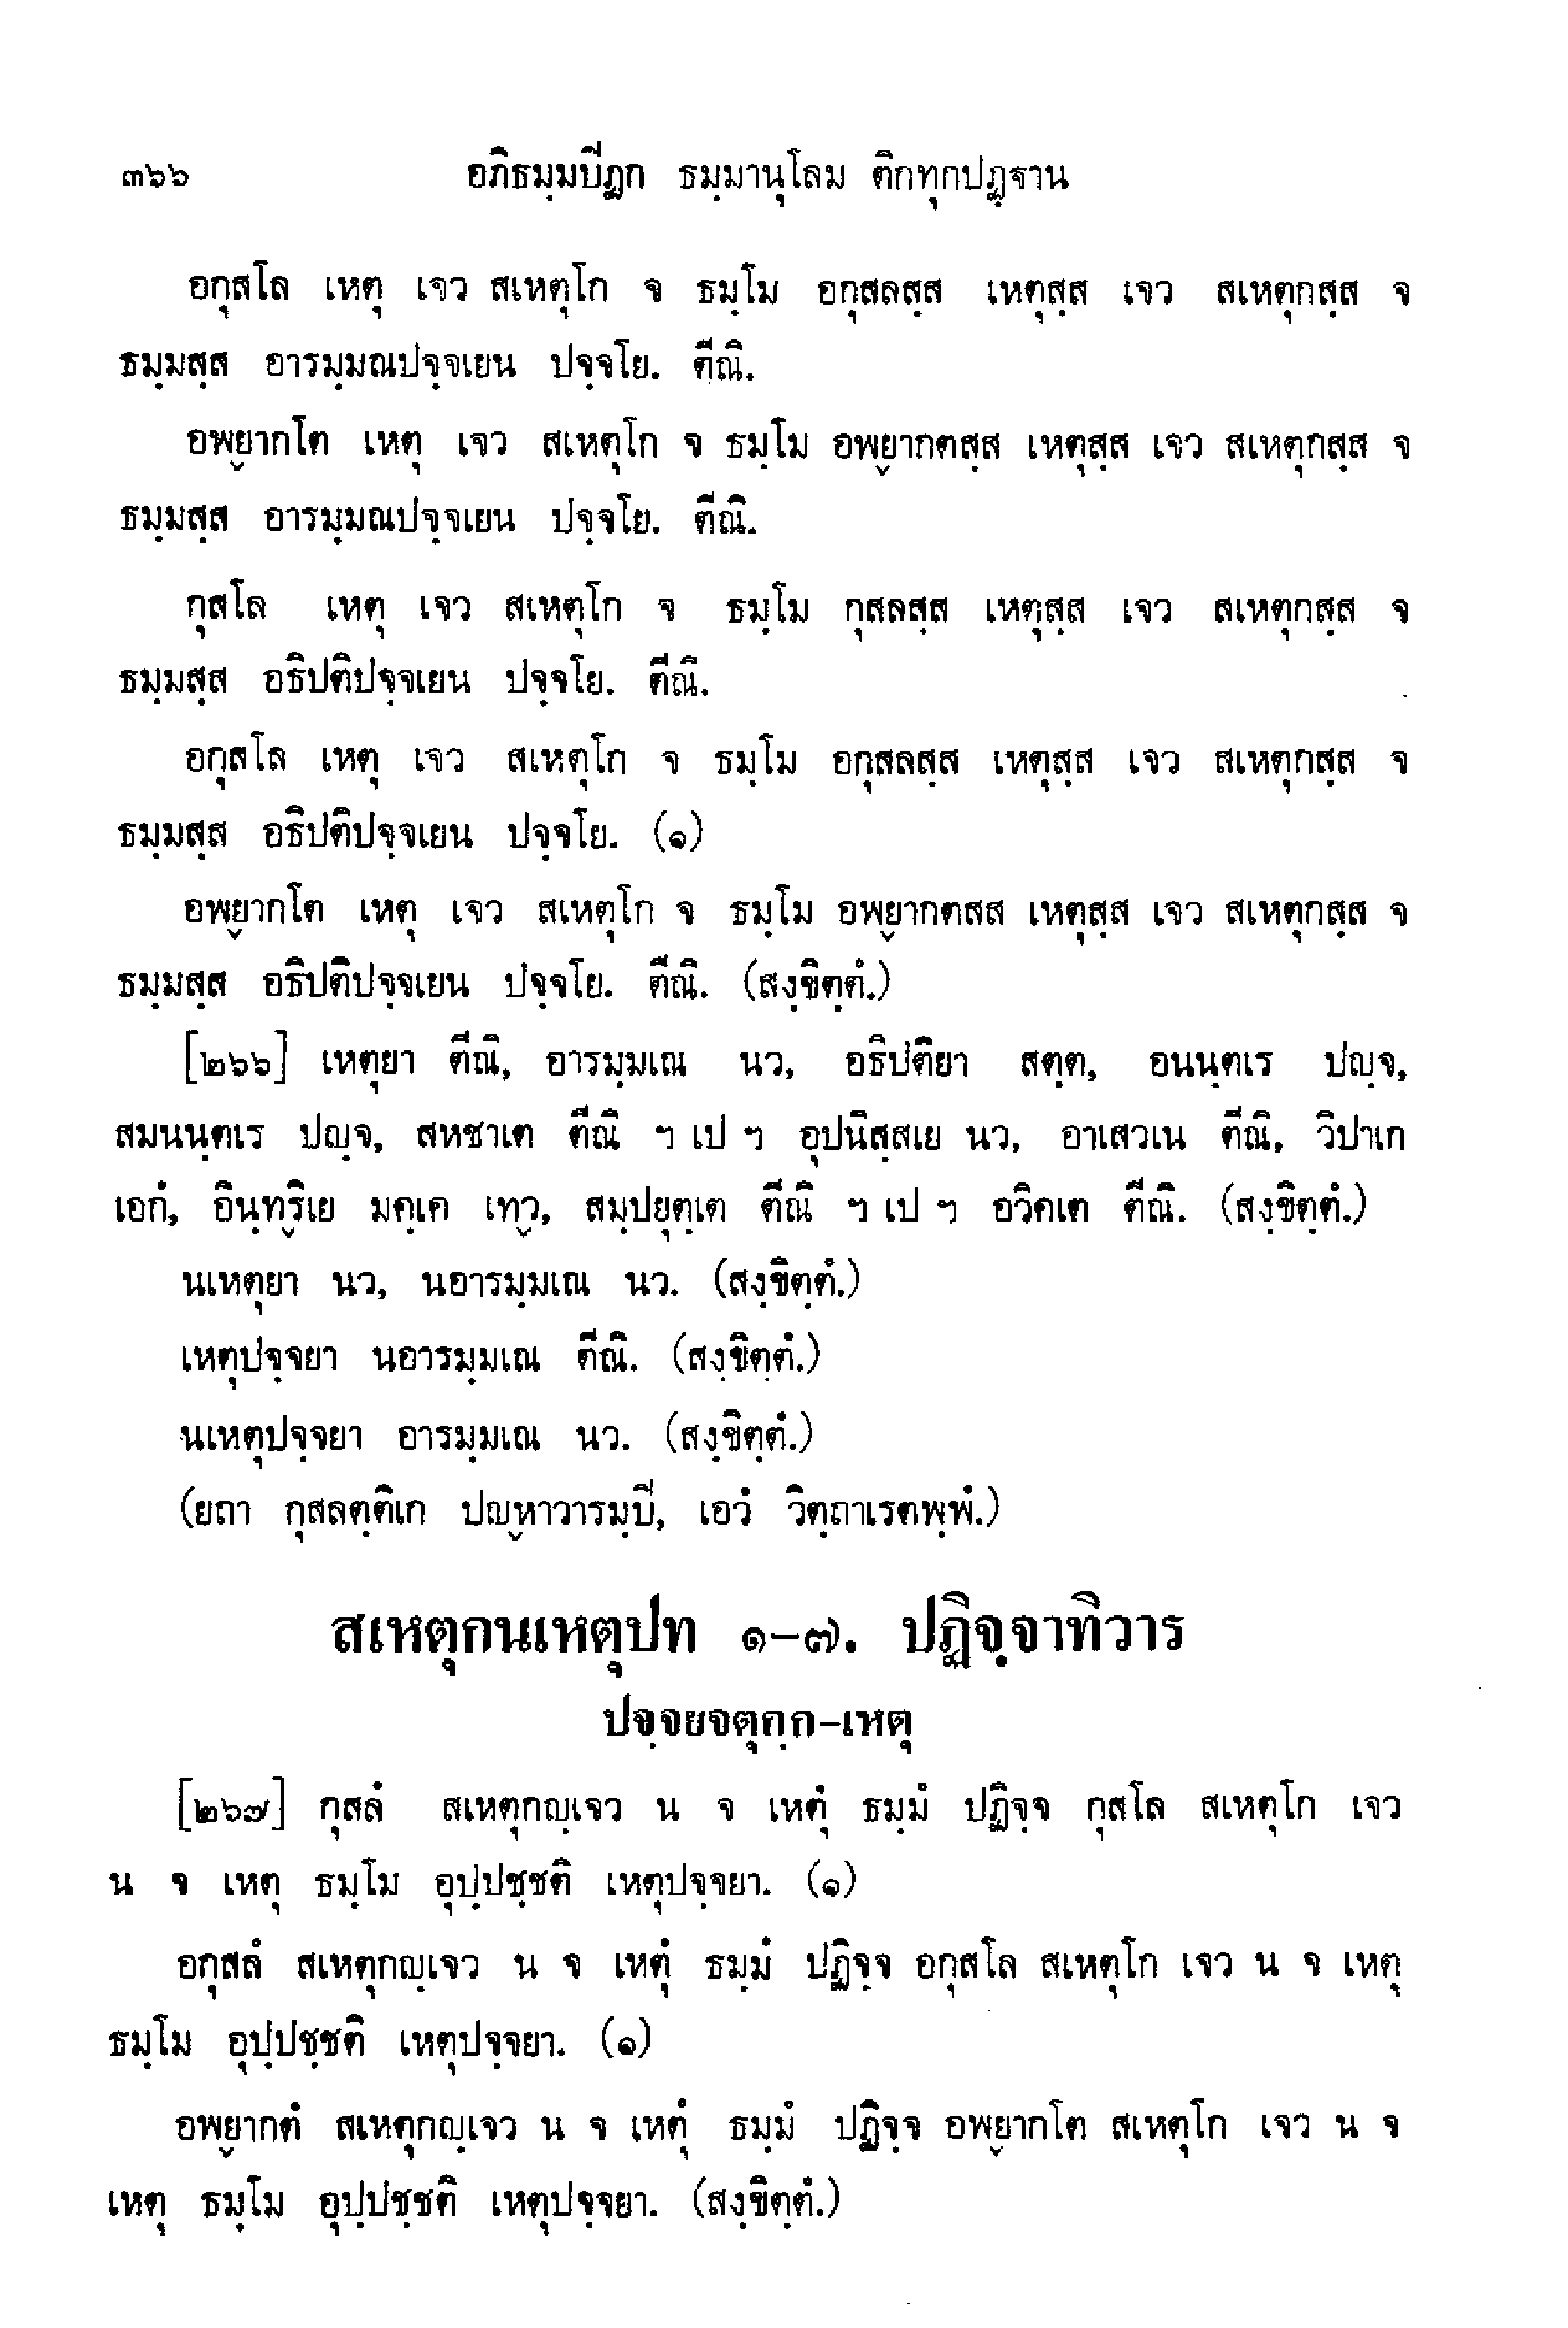 ๓๖๖ อภิธมฺมปีฏก ธมฺมานุโลม ติกทุกปฏฺฐาน
อกุสโล เหตุ เจว สเหตุโก จ ธมฺโม อกุสลสฺส เหตุสฺส เจว สเหตุกสฺส จ
ธมฺมสฺส อารมฺมณปจฺจเยน ปจฺจโย. ตีณิ.
อพฺยากโต เหตุ เจว สเหตุโก จ ธมฺโม อพฺยากตสฺส เหตุสฺส เจว สเหตุกสฺส จ
ธมฺมสฺส อารมฺมณปจฺจเยน ปจฺจโย. ตีณิ.
กุสโล เหตุ เจว สเหตุโก จ ธมฺโม กุสลสฺส เหตุสฺส เจว สเหตุกสฺส จ
ธมฺมสฺส อธิปติปจฺจเยน ปจฺจโย. ตีณิ.
อกุสโล เหตุ เจว สเหตุโก จ ธมฺโม อกุสลสฺส เหตุสฺส เจว สเหตุกสฺส จ
ธมฺมสฺส อธิปติปจฺจเยน ปจฺจโย. (๑)
อพฺยากโต เหตุ เจว สเหตุโก จ ธมฺโม อพฺยากตสส เหตุสฺส เจว สเหตุกสฺส จ
ธมฺมสฺส อธิปติปจฺจเยน ปจฺจโย. ตีณิ. (สงฺขิตฺตํ.)
[๒๖๖] เหตุยา ตีณิ, อารมฺมเณ นว, อธิปติยา สตฺต, อนนฺตเร ปญฺจ,
สมนนฺตเร ปญฺจ, สหชาเต ตีณิ ฯ เป ฯ อุปนิสฺสเย นว, อาเสวเน ตีณิ, วิปาเก
เอกํ, อินฺทฺริเย มคฺเค เทฺว, สมฺปยุตฺเต ตีณิ ฯ เป ฯ อวิคเต ตีณิ. (สงฺขิตฺตํ.)
นเหตุยา นว, นอารมฺมเณ นว. (สงฺขิตฺตํ.)
เหตุปจฺจยา นอารมฺมเณ ตีณิ. (สงฺขิตฺตํ.)
นเหตุปจฺจยา อารมฺมเณ นว. (สงฺขิตฺตํ.)
(ยถา กุสลตฺติเก ปญฺหาวารมฺปี, เอวํ วิตฺถาเรตพฺพํ.)
สเหตุกนเหตุปท ๑-๗. ปฏิจฺจาทิวาร
ปจฺจยจตุกฺก-เหตุ
[๒๖๗] กุสลํ สเหตุกญฺเจว น จ เหตุํ ธมฺมํ ปฏิจฺจ กุสโล สเหตุโก เจว
น จ เหตุ ธมฺโม อุปฺปชฺชติ เหตุปจฺจยา. (๑)
อกุสลํ สเหตุกญฺเจว น จ เหตุํ ธมฺมํ ปฏิจฺจ อกุสโล สเหตุโก เจว น จ เหตุ
ธมฺโม อุปฺปชฺชติ เหตุปจฺจยา. (๑)
อพฺยากตํ สเหตุกญฺเจว น จ เหตุํ ธมฺมํ ปฏิจฺจ อพฺยากโต สเหตุโก เจว น จ
เหตุ ธมฺโม อุปฺปชฺชติ เหตุปจฺจยา. (สงฺขิตฺตํ.)